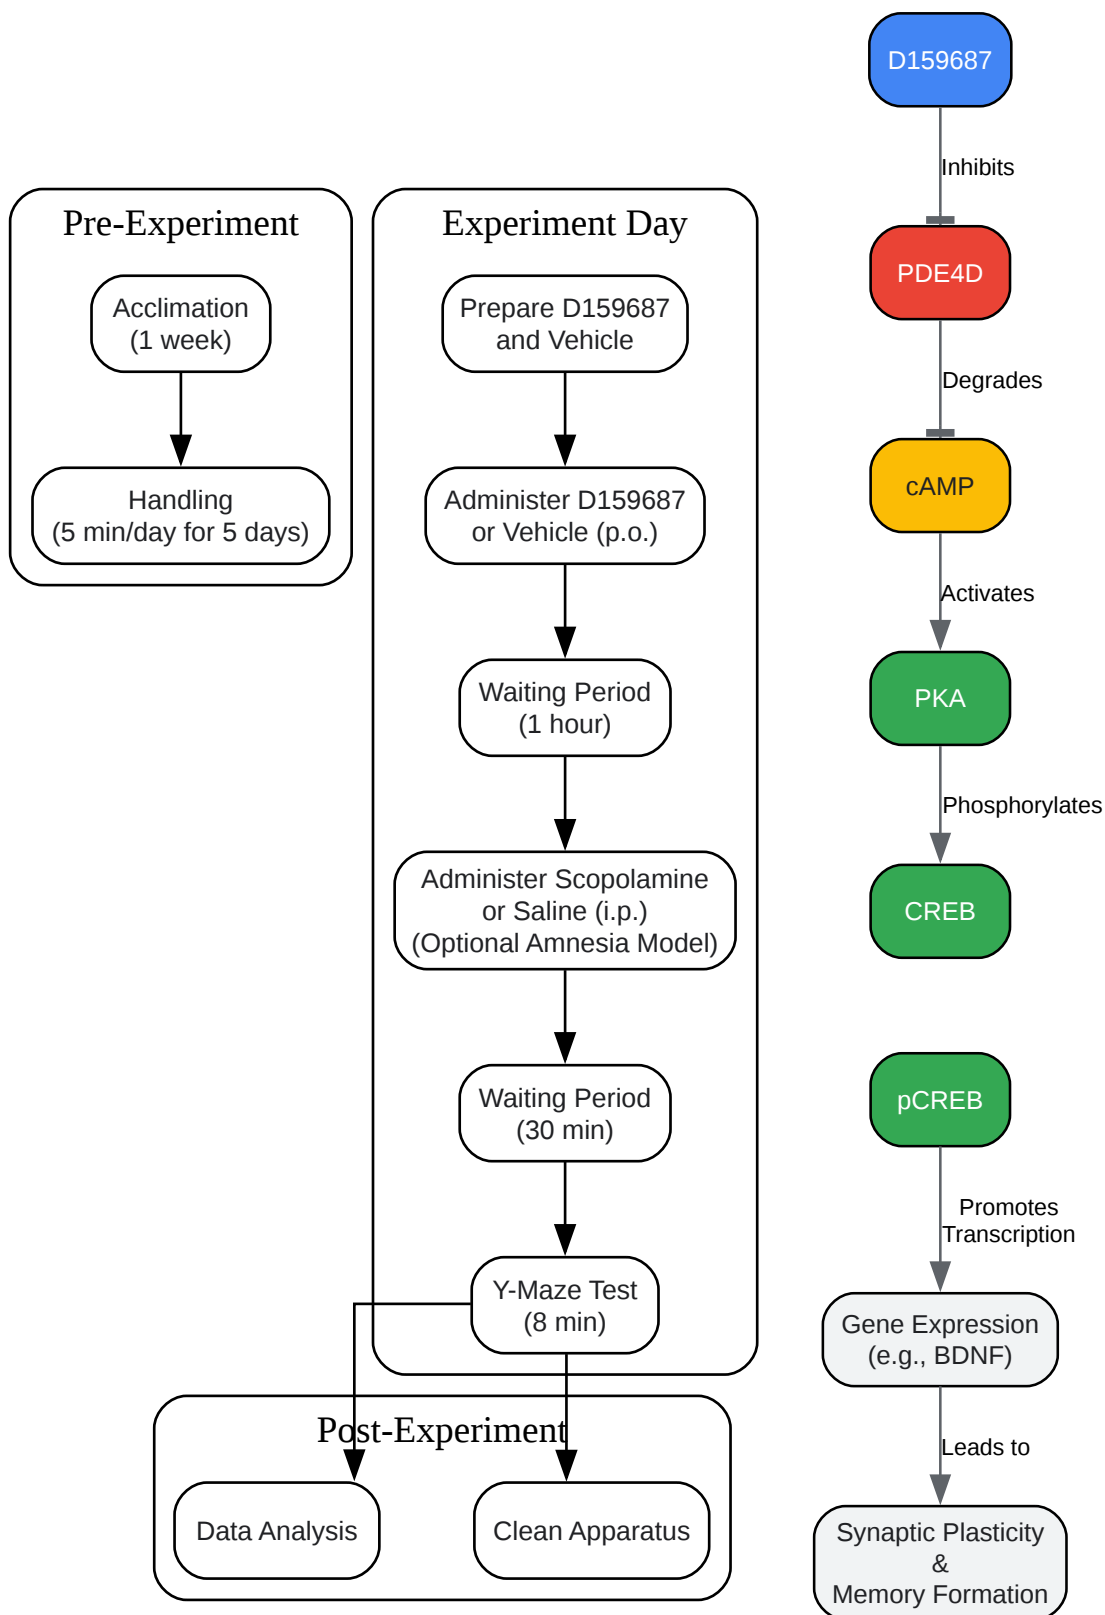 Pre-Experiment
Acclimation
(1 week)
Handling
(5 min/day for 5 days)
Experiment Day
Prepare D159687
and Vehicle
Administer D159687
or Vehicle (p.o.)
Waiting Period
(1 hour)
Administer Scopolamine
or Saline (i.p.)
(Optional Amnesia Model)
Waiting Period
(30 min)
Y-Maze Test
(8 min)
Post-Experiment
Data Analysis
Clean Apparatus
D159687
Inhibits
PDE4D
Degrades
cAMP
Activates
PKA
Phosphorylates
CREB
pCREB
Promotes
Transcription
Gene Expression
(e.g., BDNF)
Leads to
Synaptic Plasticity
&
Memory Formation